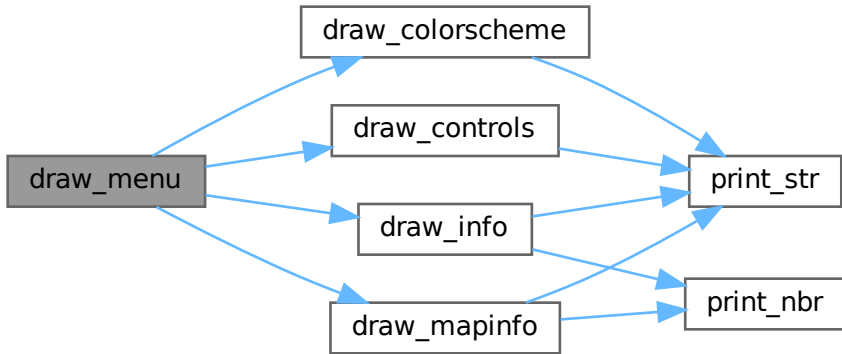 draw_colorscheme
draw_controls
draw_menu
print_str
draw_info
print_nbr
draw_mapinfo